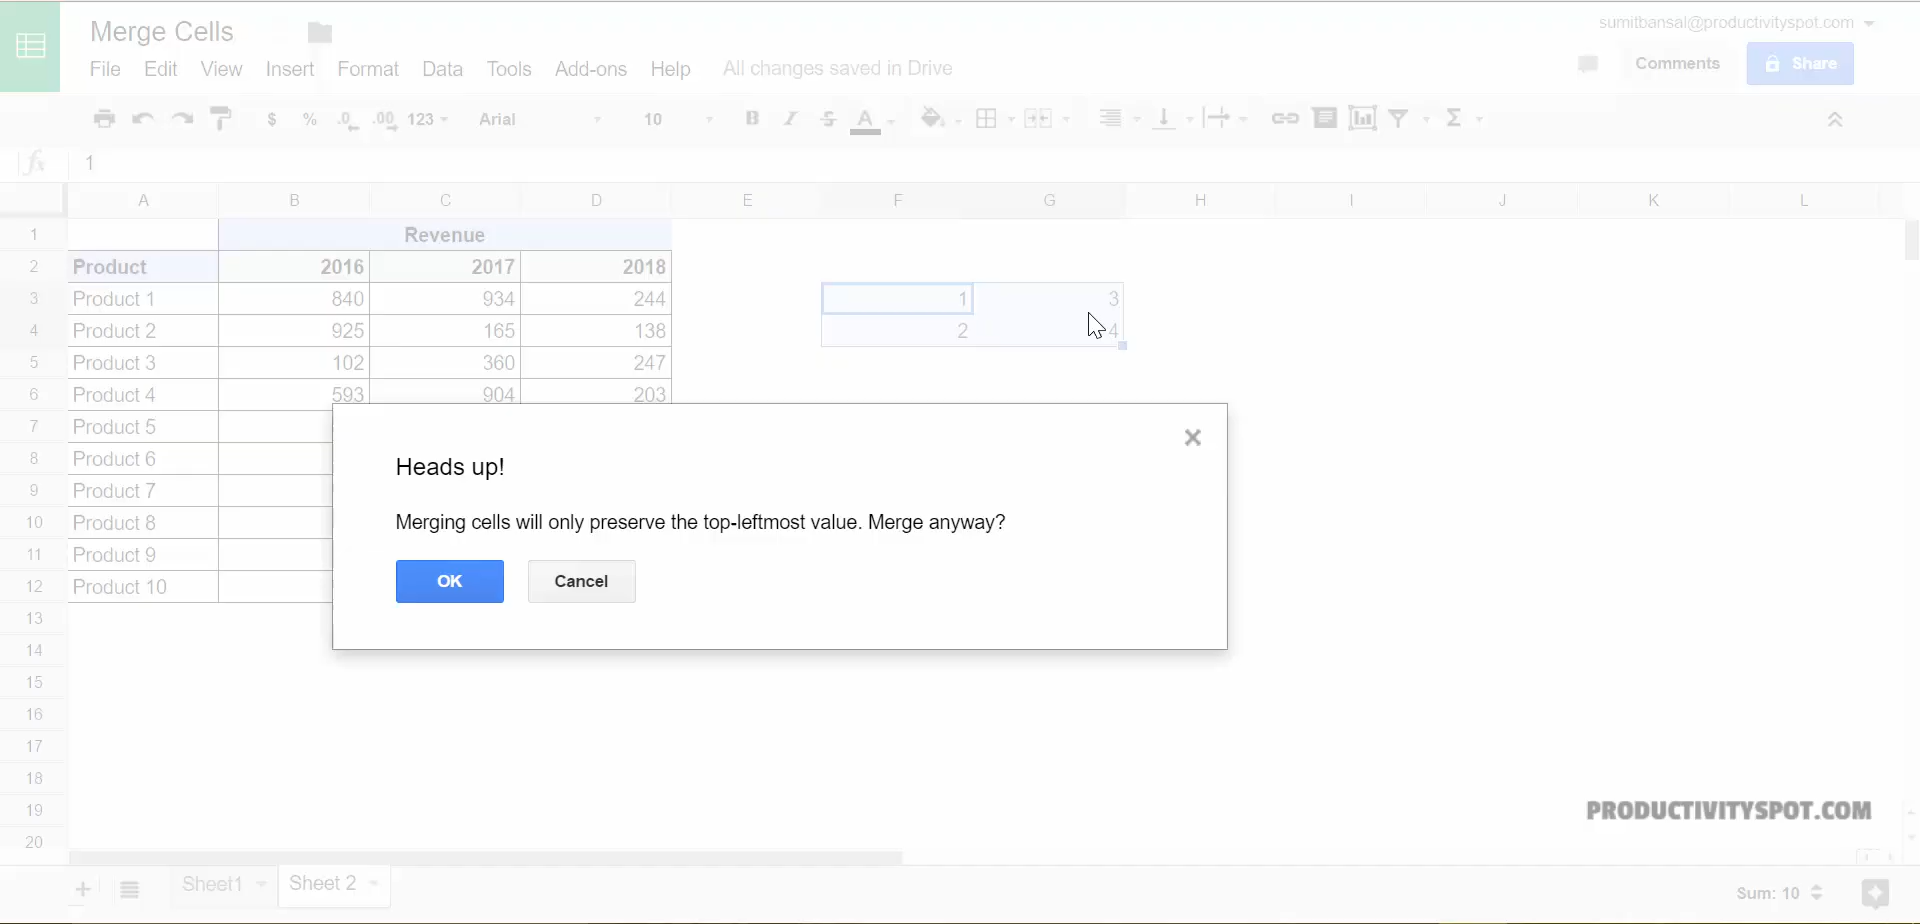 Merge Cells
sumitbansal@productivityspot.com
File Edit View Insert Format Data Tools Add-ons Help All changes saved in Drive
Comments Share
$ % .0 .00 123 Arial 10 B I S A Σ
fx 1
A B C D E F G H I J K L
1 Revenue
2 Product 2016 2017 2018
3 Product 1 840 934 244 1 3
4 Product 2 925 165 138 2 4
5 Product 3 102 360 247
6 Product 4 593 904 203
7 Product 5
8 Product 6
9 Product 7
10 Product 8
11 Product 9
12 Product 10
Heads up!
Merging cells will only preserve the top-leftmost value. Merge anyway?
OK Cancel
13
14
15
16
17
18
19
PRODUCTIVITYSPOT.COM
20
Sheet1 Sheet 2 Sum: 10